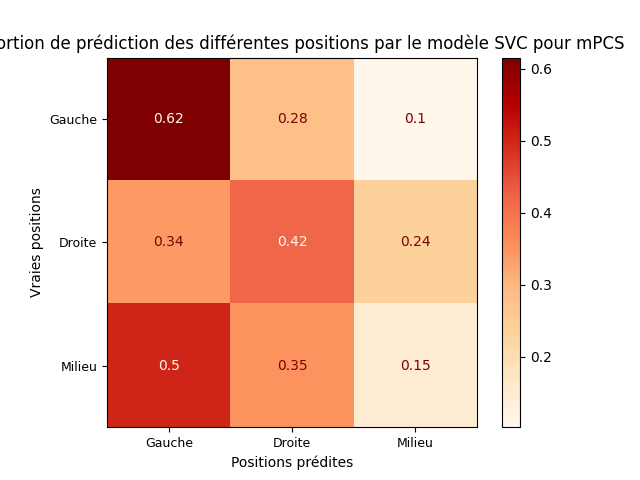 ortion de prédiction des différentes positions par le modèle SVC pour mPCS
Gauche 0.62 0.28 0.1
Droite 0.34 0.42 0.24
Milieu 0.5 0.35 0.15
Gauche Droite Milieu
Positions prédites
Vraies positions
0.6
0.5
0.4
0.3
0.2